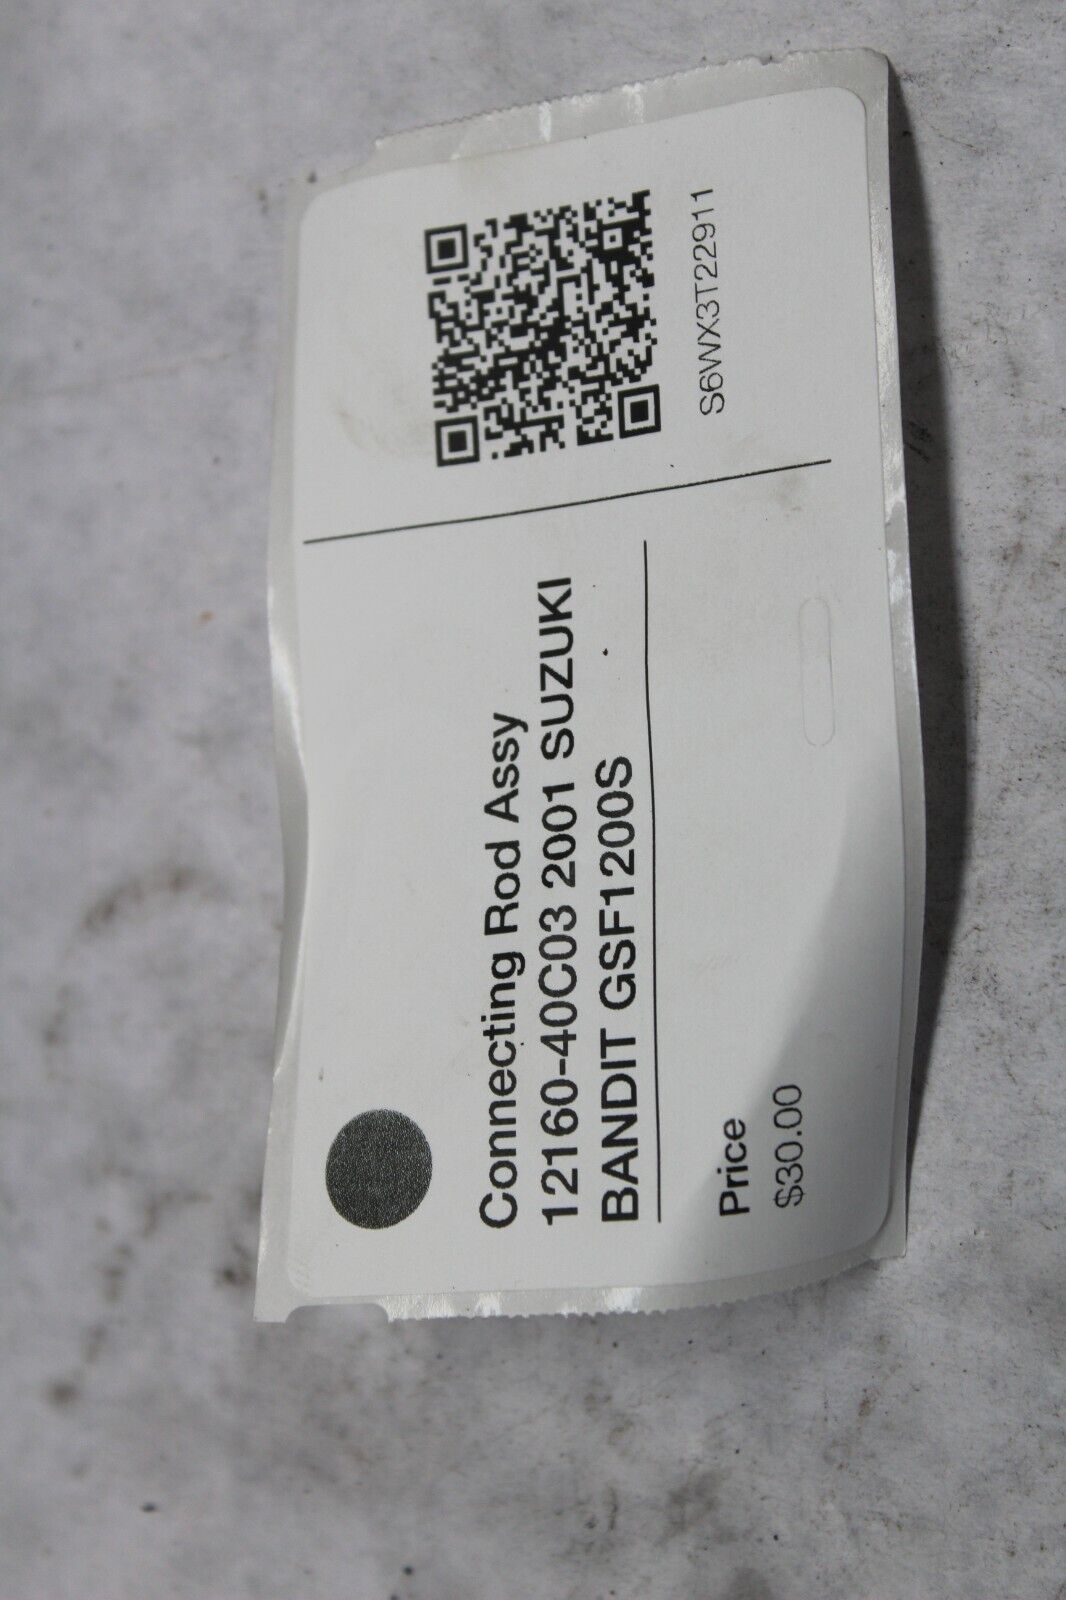 Connecting Rod Assy
12160-40C03 2001 SUZUKI
BANDIT GSF1200S
Price
$30.00
S6WX3T22911